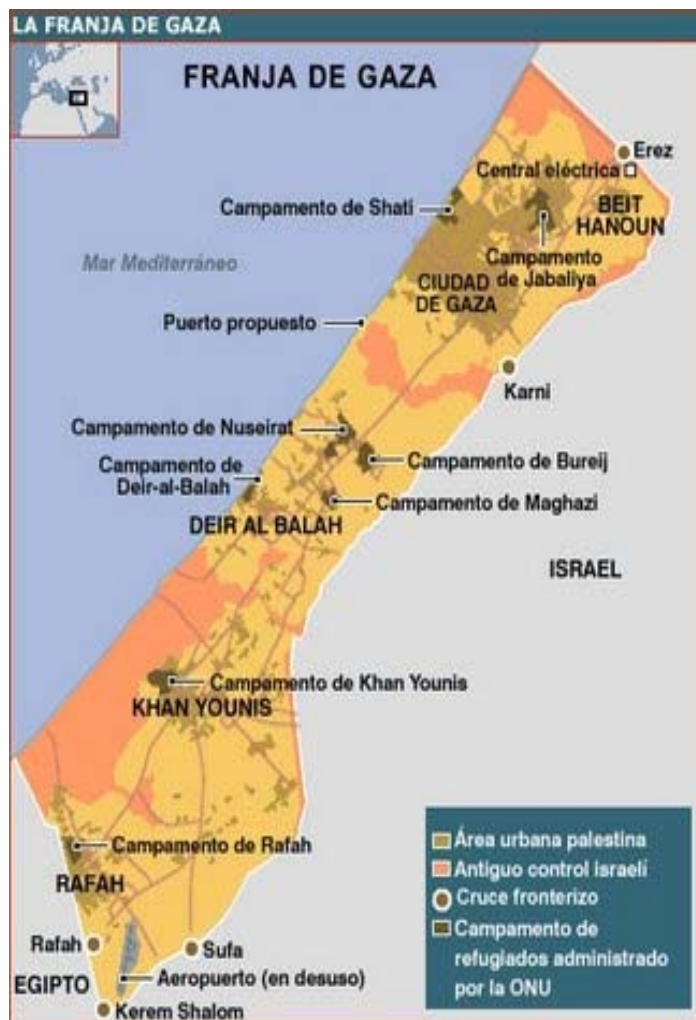 LA FRANJA DE GAZA
FRANJA DE GAZA
Erez
Central eléctrica
BEIT
HANOUN
Campamento de Shati
Campamento
de Jabaliya
Mar Mediterráneo
CIUDAD
DE GAZA
Puerto propuesto
Karni
Campamento de Nuseirat
Campamento de Bureij
Campamento de
Deir-al-Balah
Campamento de Maghazi
DEIR AL BALAH
ISRAEL
Campamento de Khan Younis
KHAN YOUNIS
Campamento de Rafah
RAFAH
Rafah
Sufa
EGIPTO
Aeropuerto (en desuso)
Kerem Shalom
Área urbana palestina
Antiguo control israelí
Cruce fronterizo
Campamento de
refugiados administrado
por la ONU